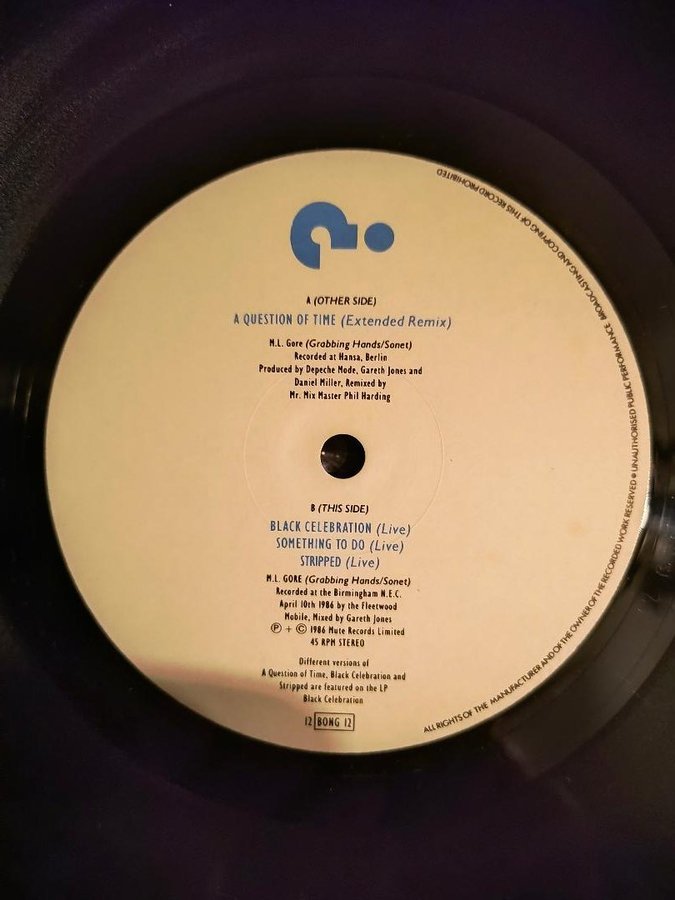 A (OTHER SIDE)
A QUESTION OF TIME (Extended Remix)
M.L. Gore (Grabbing Hands/Sonet)
Recorded at Hansa, Berlin
Produced by Depeche Mode, Gareth Jones and
Daniel Miller, Remixed by
Mr. Mix Master Phil Harding
B (THIS SIDE)
BLACK CELEBRATION (Live)
SOMETHING TO DO (Live)
STRIPPED (Live)
M.L. GORE (Grabbing Hands/Sonet)
Recorded at the Birmingham N.E.C.
April 10th 1986 by the Fleetwood
Mobile, Mixed by Gareth Jones
℗ + © 1986 Mute Records Limited
45 RPM STEREO
Different versions of
A Question of Time, Black Celebration and
Stripped are featured on the LP
Black Celebration
12 BONG 12
ALL RIGHTS OF THE MANUFACTURER AND OF THE OWNER OF THE RECORDED WORK RESERVED • UNAUTHORISED PUBLIC PERFORMANCE BROADCASTING AND COPYING OF THIS RECORD PROHIBITED